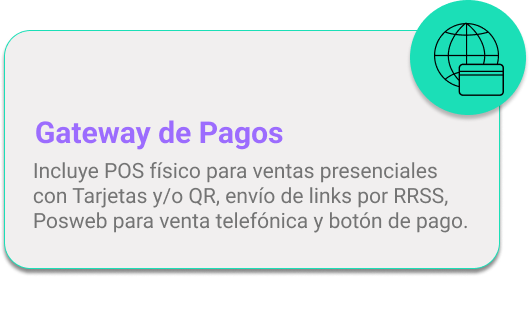 Gateway de Pagos
Incluye POS físico para ventas presenciales
con Tarjetas y/o QR, envío de links por RRSS,
Posweb para venta telefónica y botón de pago.